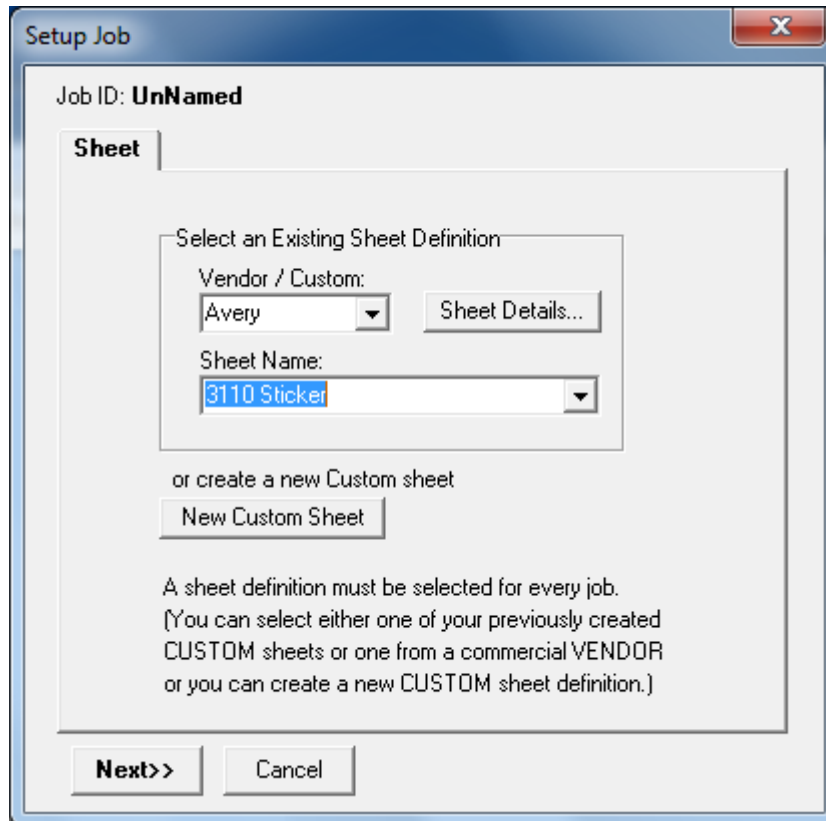 Setup Job
Job ID: UnNamed
Sheet
Select an Existing Sheet Definition
Vendor / Custom:
Avery
Sheet Details...
Sheet Name:
3110 Sticker
or create a new Custom sheet
New Custom Sheet
A sheet definition must be selected for every job.
(You can select either one of your previously created
CUSTOM sheets or one from a commercial VENDOR
or you can create a new CUSTOM sheet definition.)
Next>>
Cancel